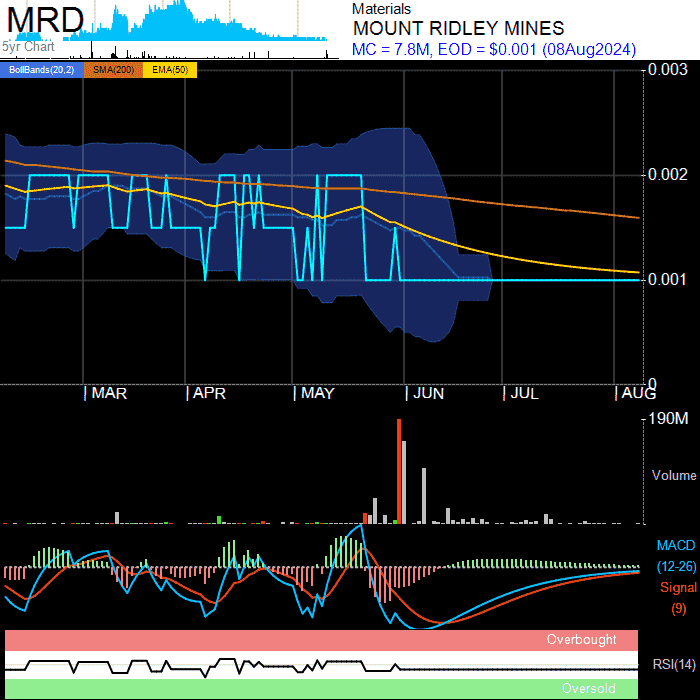 MRD
5yr Chart
Materials
MOUNT RIDLEY MINES
MC = 7.8M, EOD = $0.001 (08Aug2024)
BollBands(20,2) SMA(200) EMA(50)
0.003
0.002
0.001
0
MAR APR MAY JUN JUL AUG
190M
Volume
MACD
(12-26)
Signal
(9)
Overbought
RSI(14)
Oversold